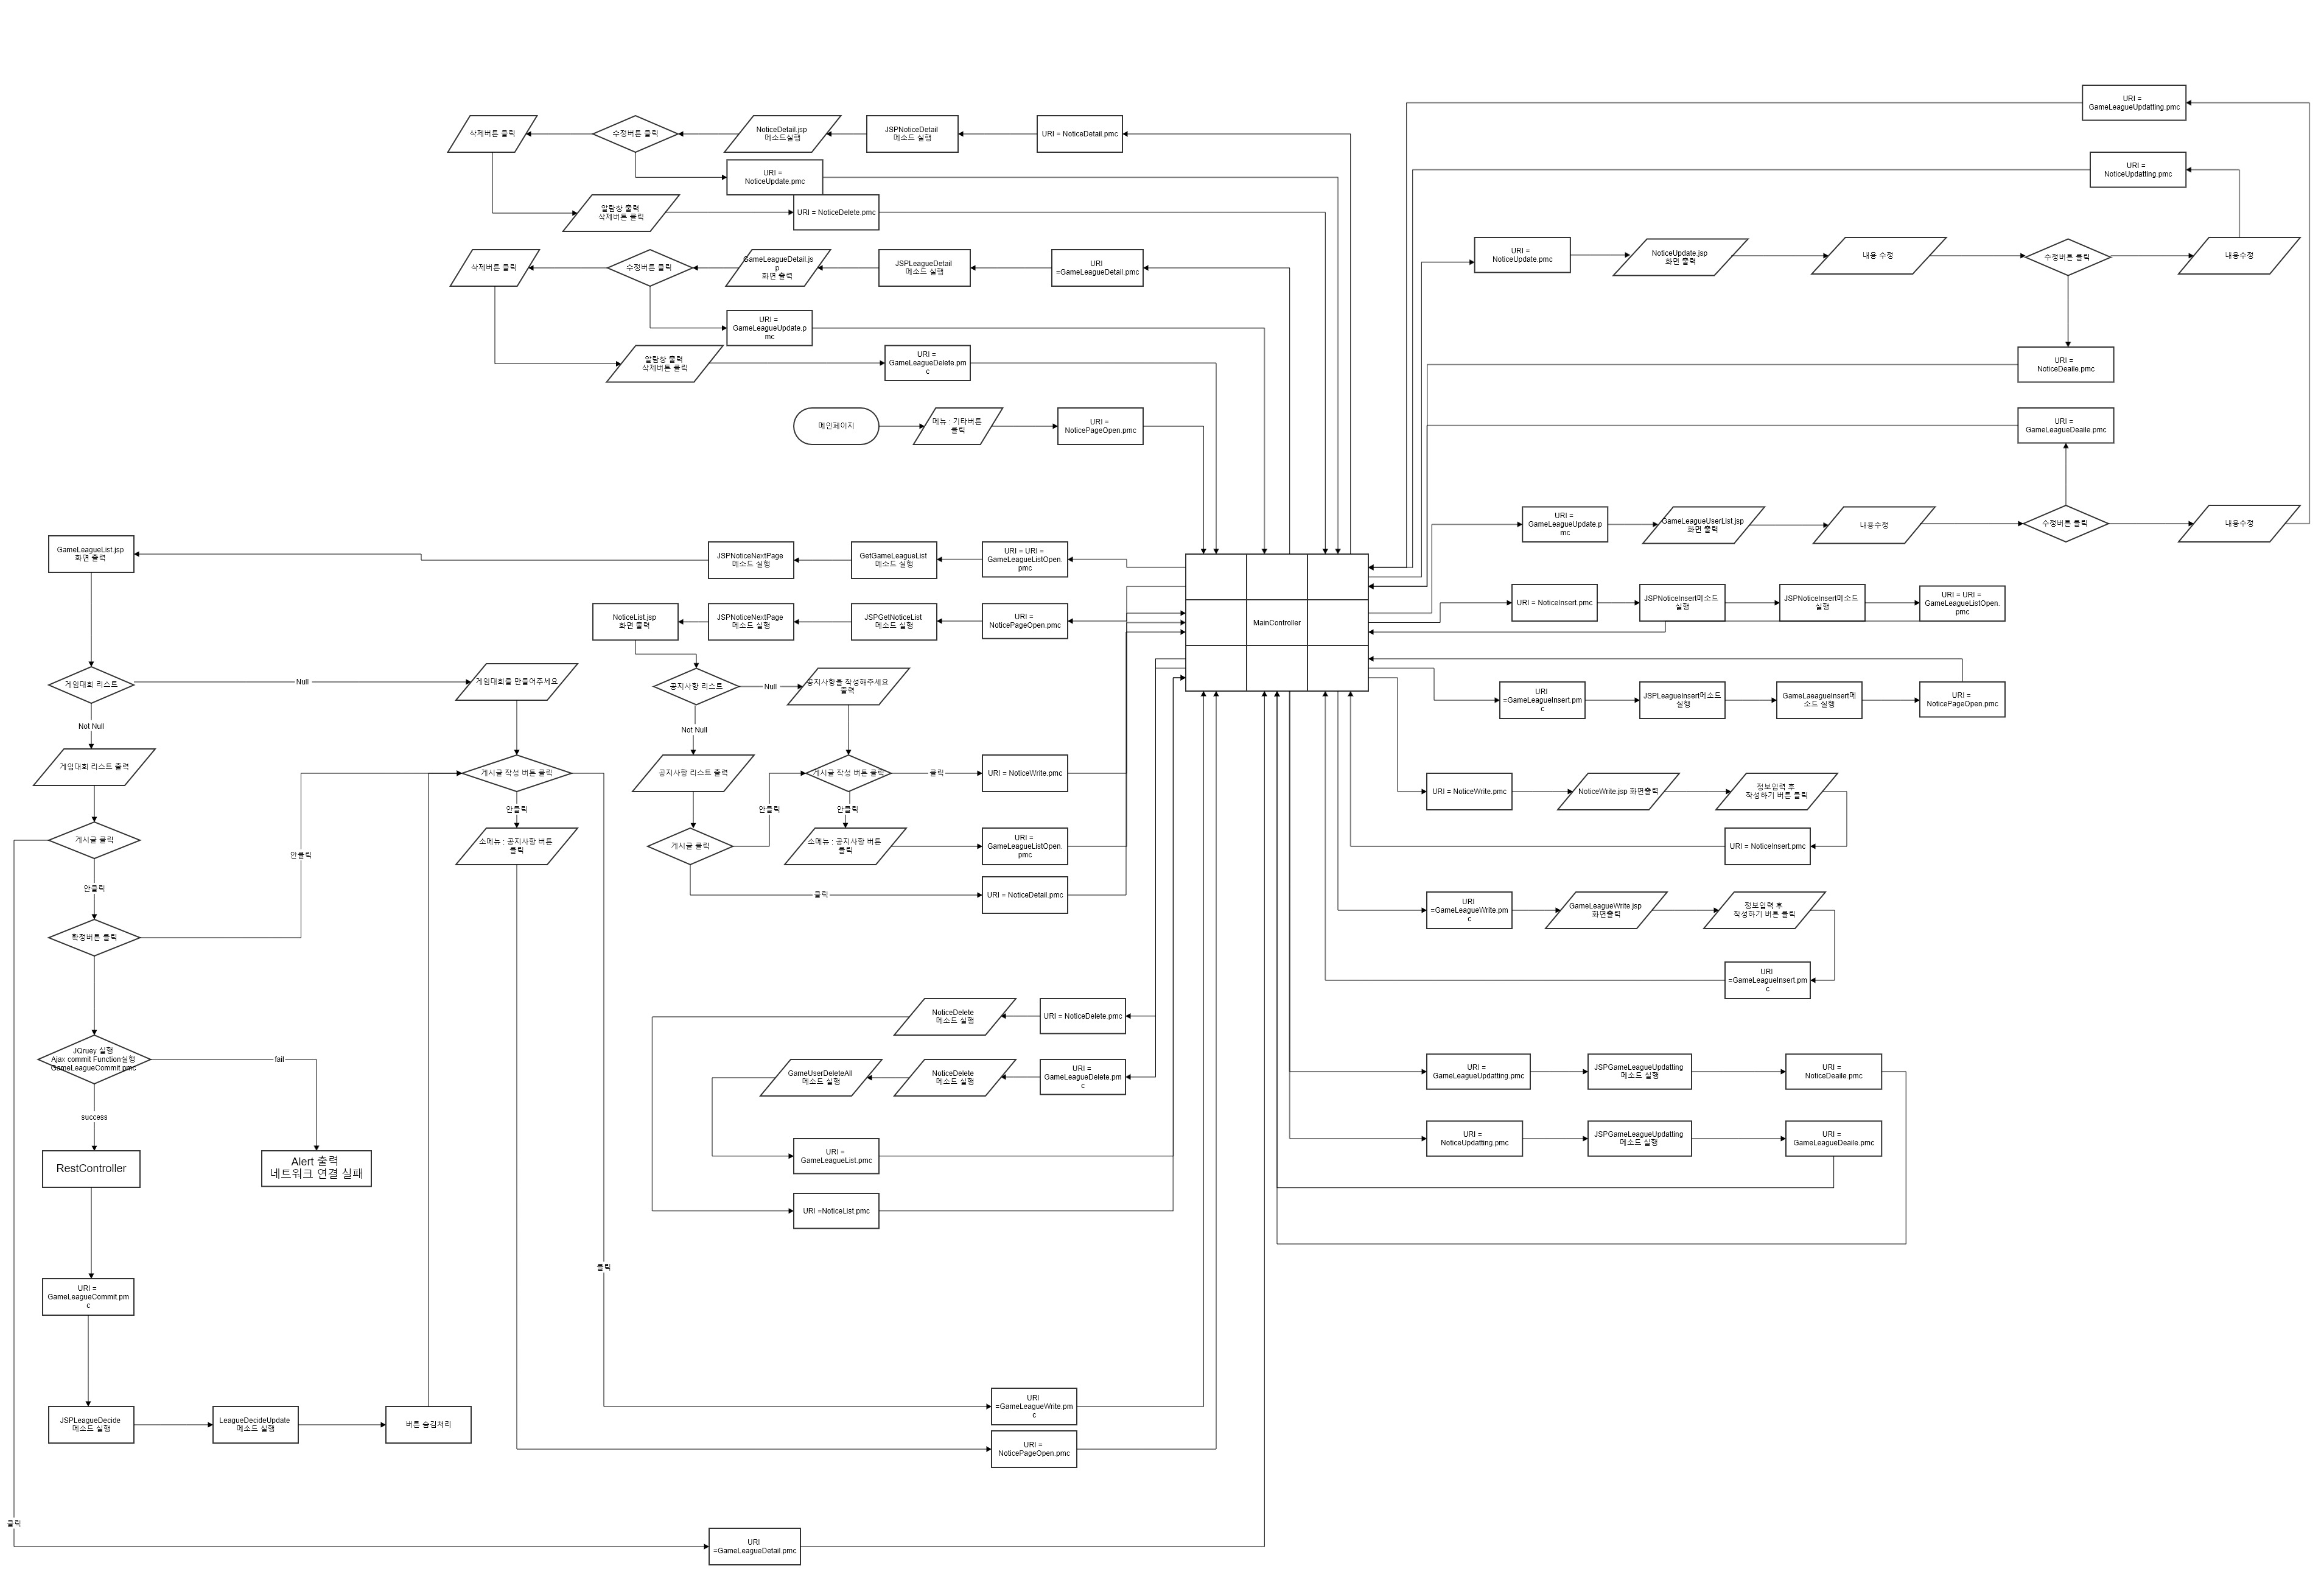 URI =
GameLeagueUpdatting.pmc
삭제버튼 클릭
수정버튼 클릭
NoticeDetail.jsp
메소드실행
JSPNoticeDetail
메소드 실행
URI = NoticeDetail.pmc
URI =
NoticeUpdate.pmc
URI =
NoticeUpdatting.pmc
알람창 출력
삭제버튼 클릭
URI = NoticeDelete.pmc
삭제버튼 클릭
수정버튼 클릭
GameLeagueDetail.js
p
화면 출력
JSPLeagueDetail
메소드 실행
URI
=GameLeagueDetail.pmc
URI =
NoticeUpdate.pmc
NoticeUpdate.jsp
화면 출력
내용 수정
수정버튼 클릭
내용수정
URI =
GameLeagueUpdate.p
mc
알람창 출력
삭제버튼 클릭
URI =
GameLeagueDelete.pm
c
URI =
NoticeDeaile.pmc
메인페이지
메뉴 : 기타버튼
클릭
URI =
NoticePageOpen.pmc
URI =
GameLeagueDeaile.pmc
URI =
GameLeagueUpdate.p
mc
GameLeagueUserList.jsp
화면 출력
내용수정
수정버튼 클릭
내용수정
GameLeagueList.jsp
화면 출력
JSPNoticeNextPage
메소드 실행
GetGameLeagueList
메소드 실행
URI = URI =
GameLeagueListOpen.
pmc
NoticeList.jsp
화면 출력
JSPNoticeNextPage
메소드 실행
JSPGetNoticeList
메소드 실행
URI =
NoticePageOpen.pmc
MainController
URI = NoticeInsert.pmc
JSPNoticeInsert메소드
실행
JSPNoticeInsert메소드
실행
URI = URI =
GameLeagueListOpen.
pmc
게임대회 리스트
Null
게임대회를 만들어주세요
공지사항 리스트
Null
공지사항을 작성해주세요
출력
URI
=GameLeagueInsert.pm
c
JSPLeagueInsert메소드
실행
GameLaeagueInsert메
소드 실행
URI =
NoticePageOpen.pmc
Not Null
Not Null
게임대회 리스트 출력
게시글 작성 버튼 클릭
공지사항 리스트 출력
게시글 작성 버튼 클릭
클릭
URI = NoticeWrite.pmc
URI = NoticeWrite.pmc
NoticeWrite.jsp 화면출력
정보입력 후
작성하기 버튼 클릭
안클릭
안클릭
안클릭
게시글 클릭
안클릭
소메뉴 : 공지사항 버튼
클릭
게시글 클릭
소메뉴 : 공지사항 버튼
클릭
URI =
GameLeagueListOpen.
pmc
URI = NoticeInsert.pmc
안클릭
클릭
URI = NoticeDetail.pmc
확정버튼 클릭
URI
=GameLeagueWrite.pm
c
GameLeagueWrite.jsp
화면출력
정보입력 후
작성하기 버튼 클릭
URI
=GameLeagueInsert.pm
c
NoticeDelete
메소드 실행
URI = NoticeDelete.pmc
JQruey 실행
Ajax commit Function실행
GameLeagueCommit.pmc
fail
GameUserDeleteAll
메소드 실행
NoticeDelete
메소드 실행
URI =
GameLeagueDelete.pm
c
URI =
GameLeagueUpdatting.pmc
JSPGameLeagueUpdatting
메소드 실행
URI =
NoticeDeaile.pmc
success
RestController
Alert 출력
네트워크 연결 실패
URI =
GameLeagueList.pmc
URI =
NoticeUpdatting.pmc
JSPGameLeagueUpdatting
메소드 실행
URI =
GameLeagueDeaile.pmc
URI =NoticeList.pmc
클릭
URI =
GameLeagueCommit.pm
c
JSPLeagueDecide
메소드 실행
LeagueDecideUpdate
메소드 실행
버튼 숨김처리
URI
=GameLeagueWrite.pm
c
URI =
NoticePageOpen.pmc
클릭
URI
=GameLeagueDetail.pmc